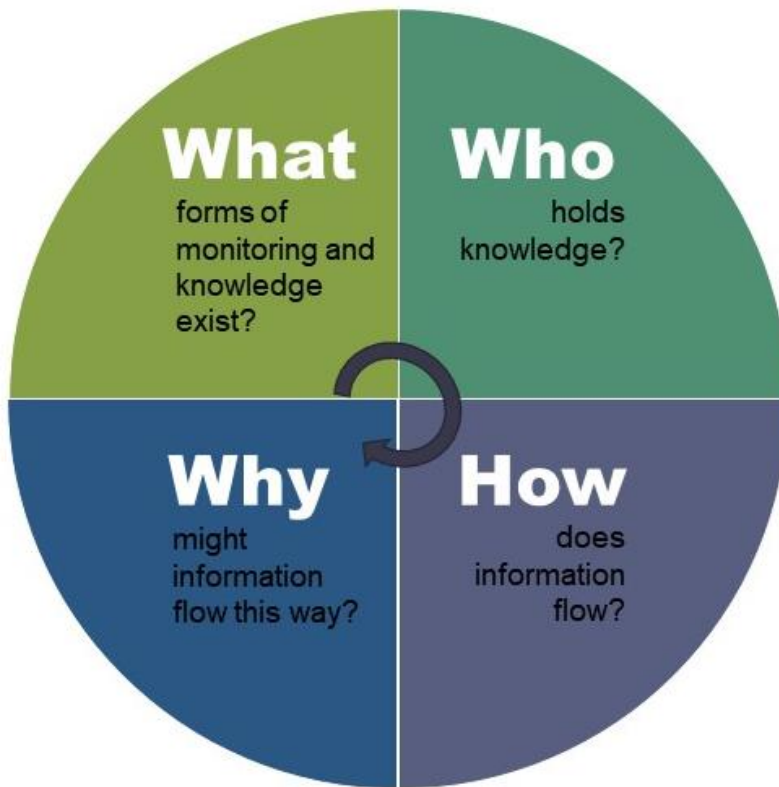 What
forms of
monitoring and
knowledge
exist?
Who
holds
knowledge?
How
does
information
flow?
Why
might
information
flow this way?